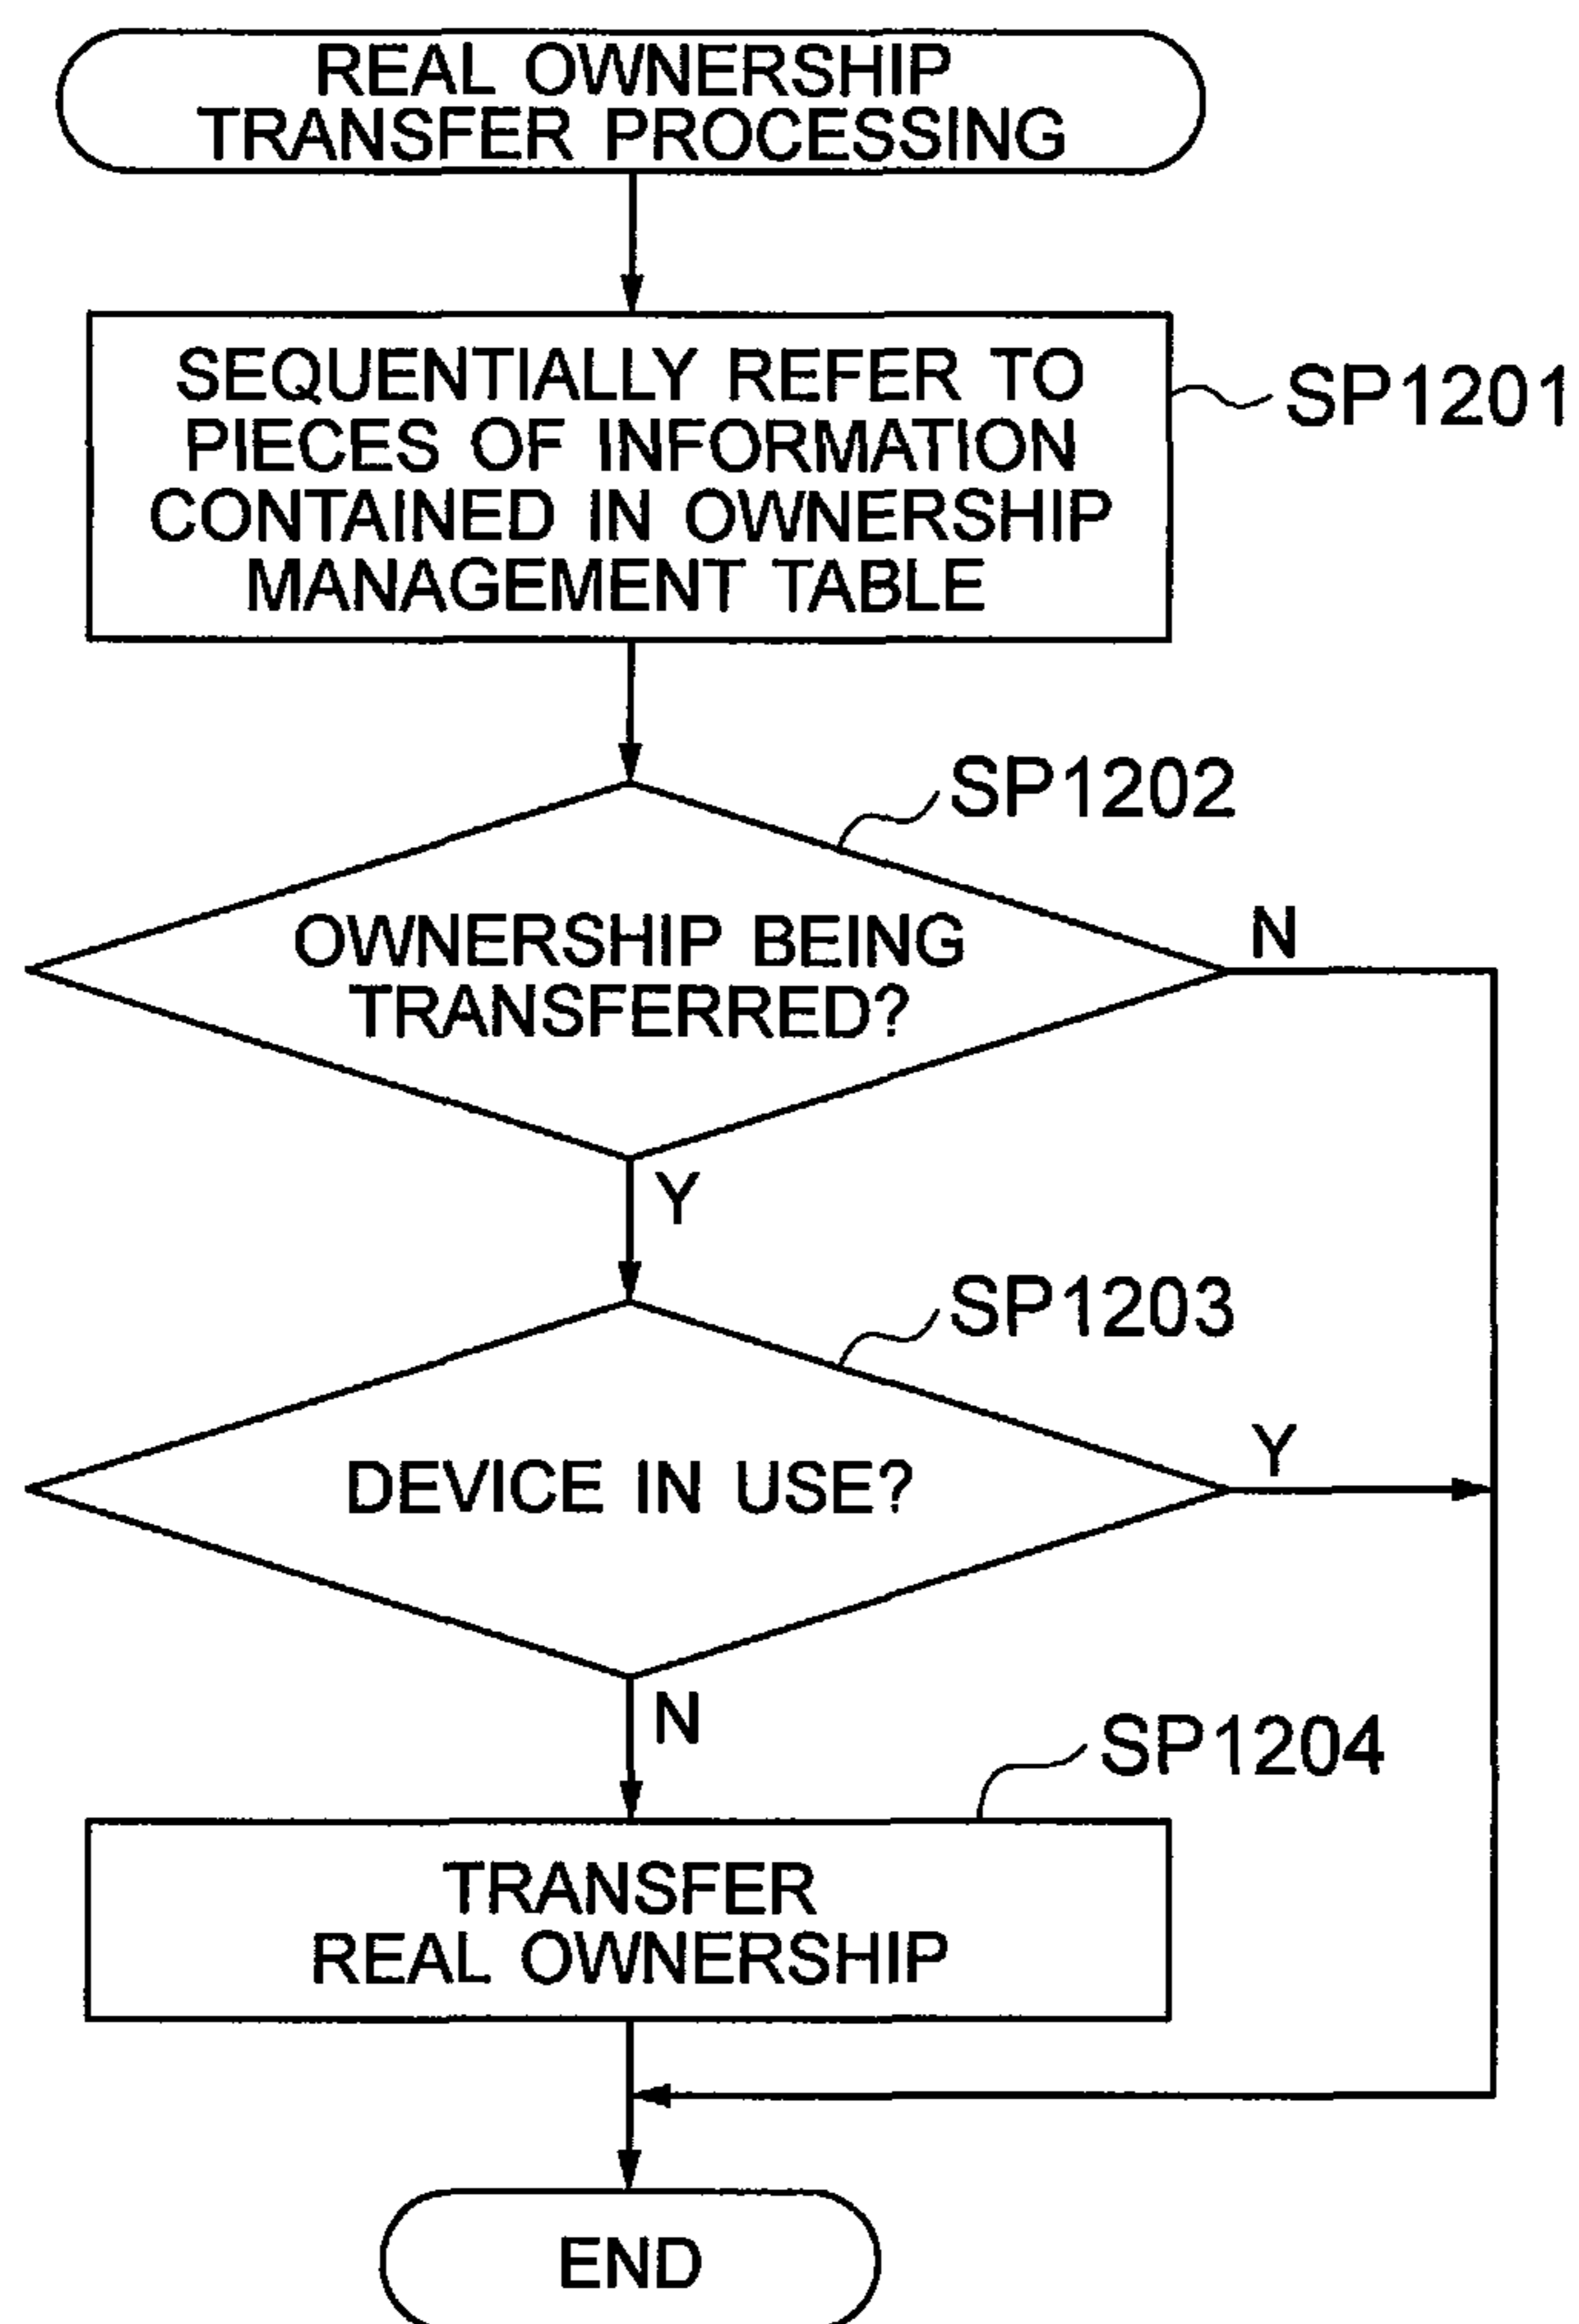 REAL OWNERSHIP
TRANSFER PROCESSING
SEQUENTIALLY REFER TO
PIECES OF INFORMATION
CONTAINED IN OWNERSHIP
MANAGEMENT TABLE
SP1201
SP1202
OWNERSHIP BEING
TRANSFERRED?
N
Y
SP1203
DEVICE IN USE?
Y
N
SP1204
TRANSFER
REAL OWNERSHIP
END